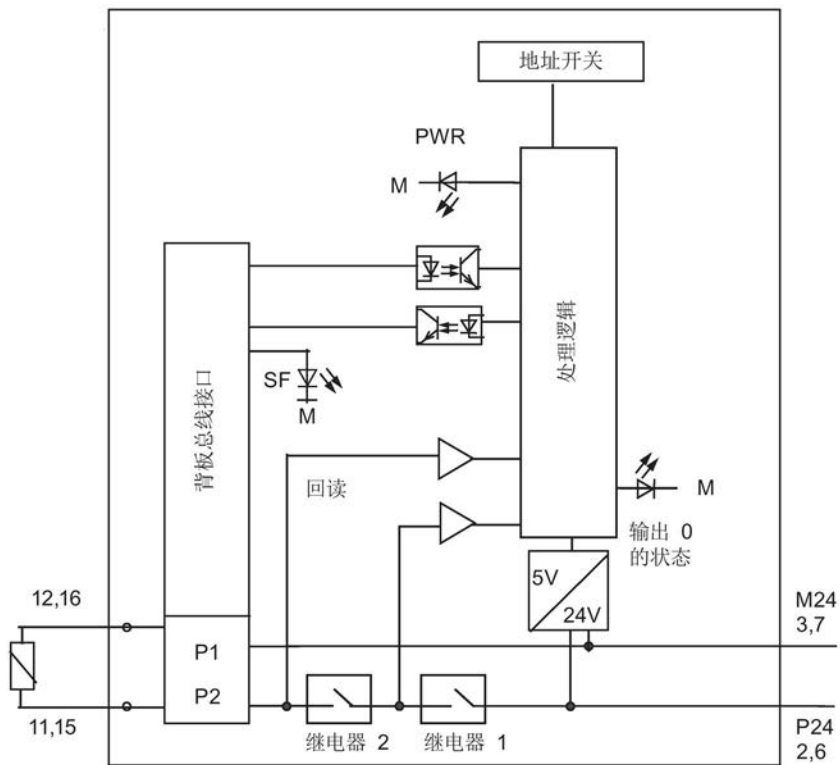 地址开关
PWR
M
处理逻辑
背板总线接口
SF
M
回读
M
输出 0
的状态
5V
24V
12,16
M24
3,7
P1
P2
11,15
继电器 2
继电器 1
P24
2,6